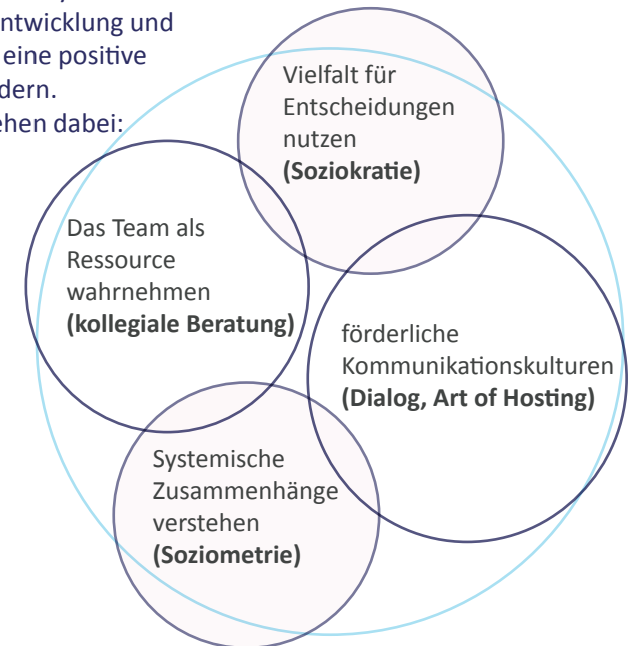 entwicklung und
eine positive
dern.
ehen dabei:
Vielfalt für
Entscheidungen
nutzen
(Soziokratie)
Das Team als
Ressource
wahrnehmen
(kollegiale Beratung)
förderliche
Kommunikationskulturen
(Dialog, Art of Hosting)
Systemische
Zusammenhänge
verstehen
(Soziometrie)